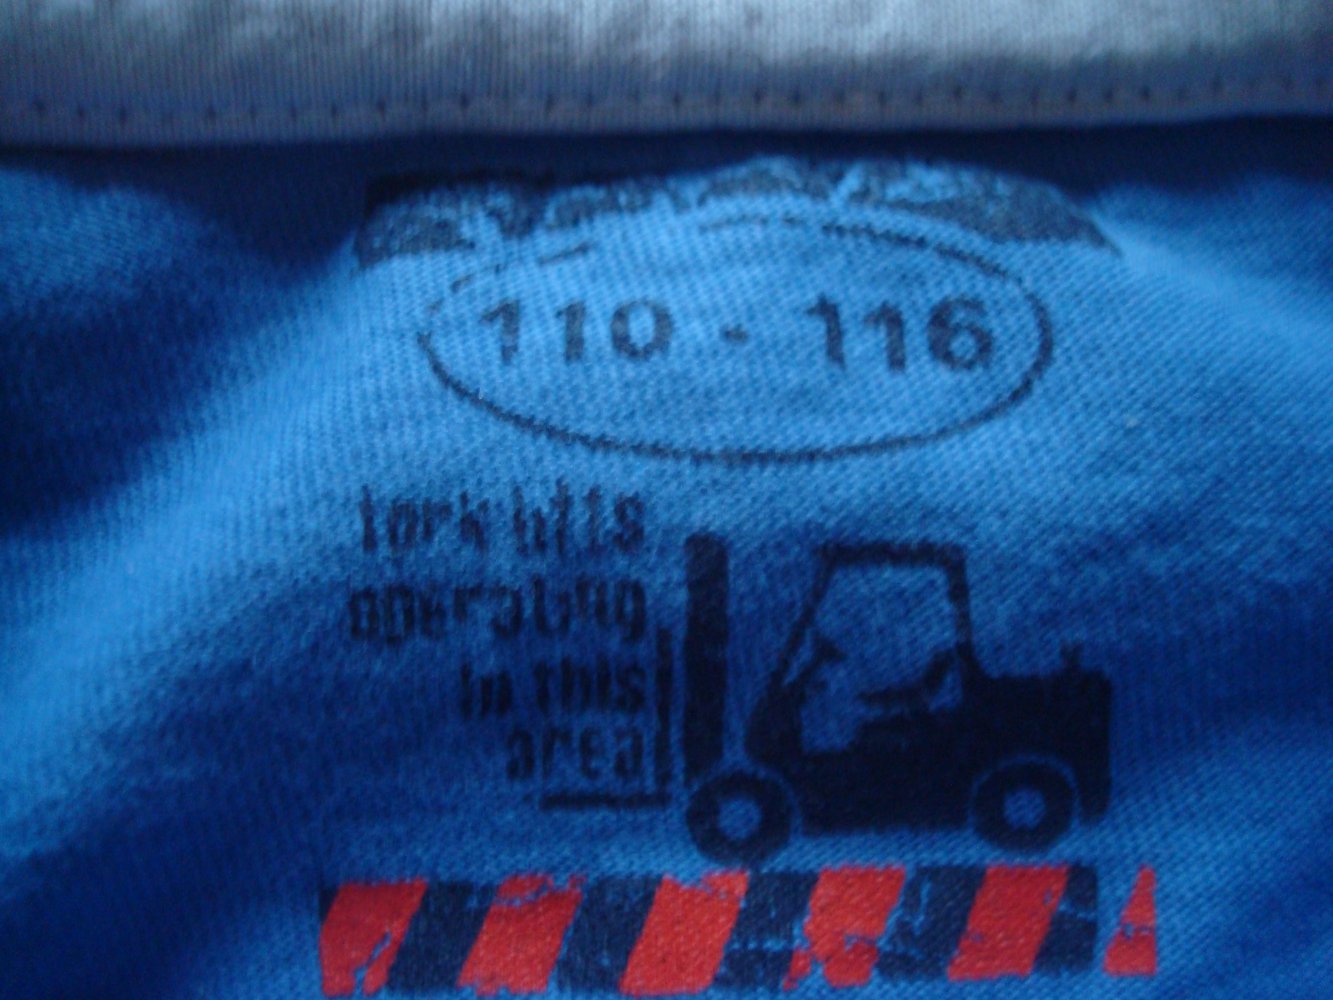 110 - 116
fork lifts
operating
in this
area